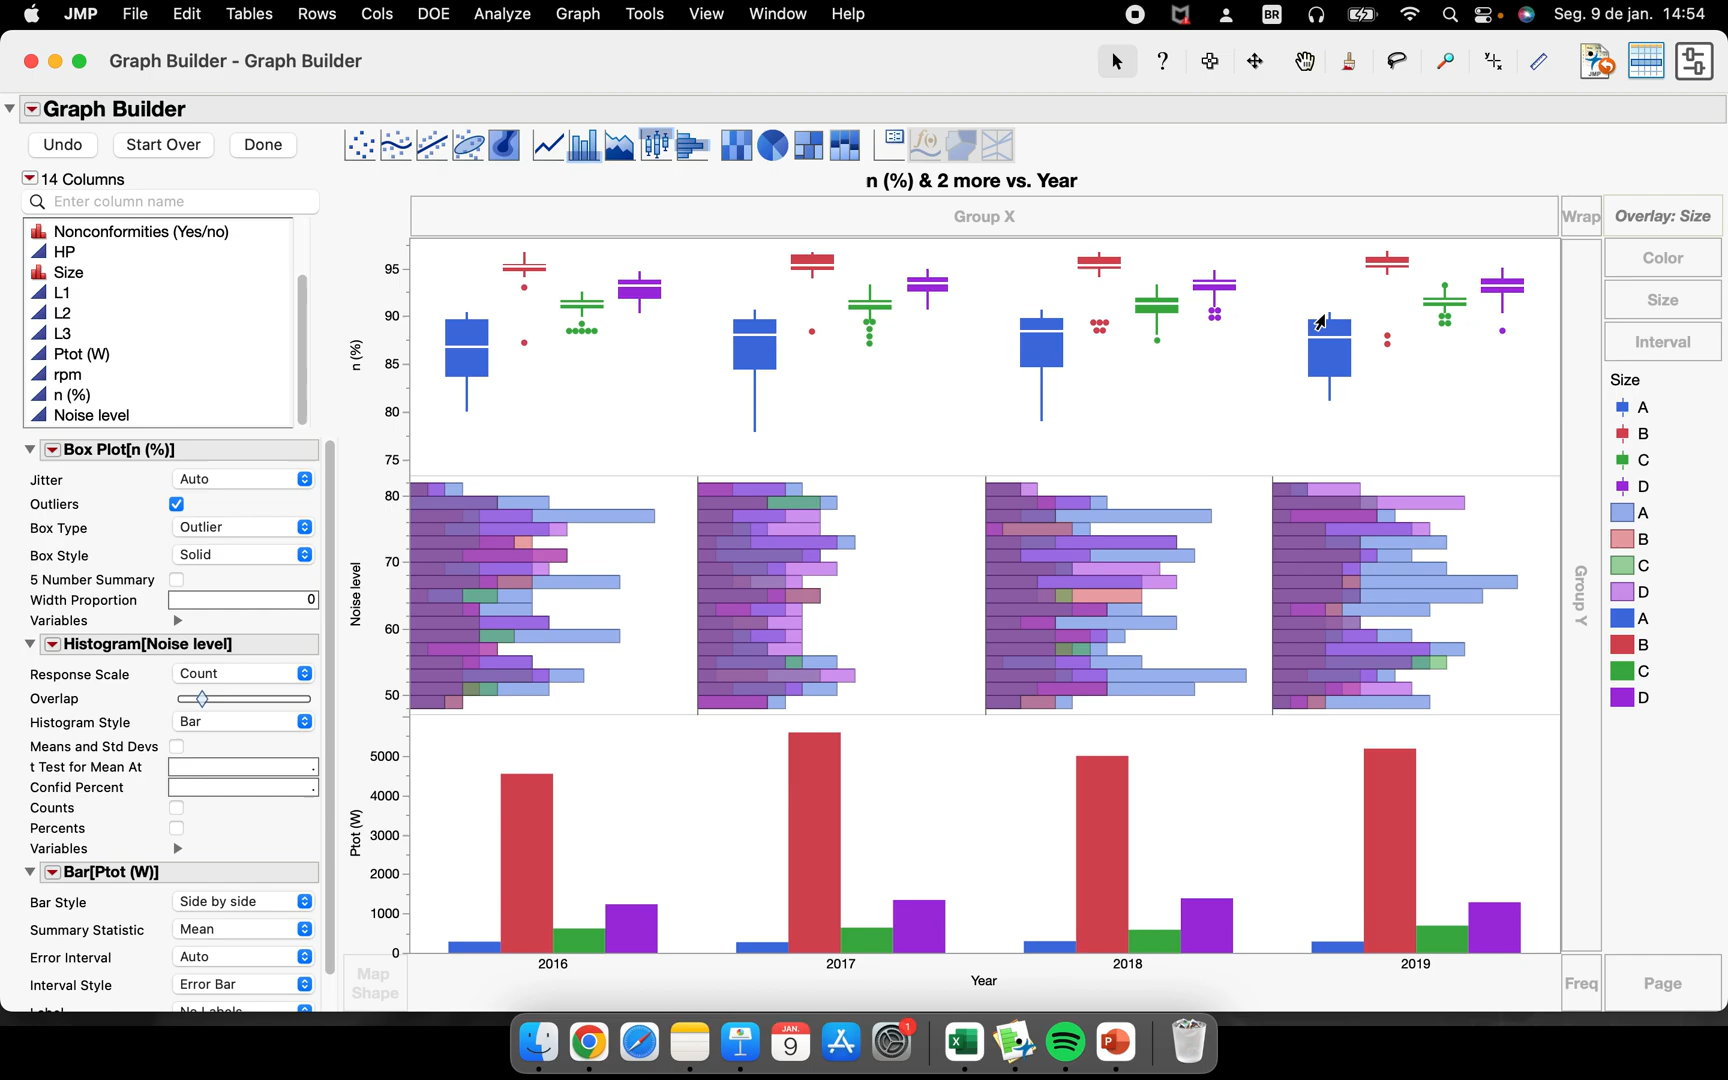 JMP File Edit Tables Rows Cols DOE Analyze Graph Tools View Window Help BR Seg. 9 de jan. 14:54
Graph Builder - Graph Builder
JMP
Graph Builder
Undo Start Over Done
14 Columns
Enter column name
Nonconformities (Yes/no)
HP
Size
L1
L2
L3
Ptot (W)
rpm
n (%)
Noise level
Box Plot[n (%)]
Jitter Auto
Outliers
Box Type Outlier
Box Style Solid
5 Number Summary
Width Proportion 0
Variables
Histogram[Noise level]
Response Scale Count
Overlap
Histogram Style Bar
Means and Std Devs
t Test for Mean At .
Confid Percent .
Counts
Percents
Variables
Bar[Ptot (W)]
Bar Style Side by side
Summary Statistic Mean
Error Interval Auto
Interval Style Error Bar
Label No Labels
n (%) & 2 more vs. Year
Group X
Wrap
Overlay: Size
Color
Size
Interval
n (%)
95
90
85
80
75
Noise level
80
70
60
50
Ptot (W)
5000
4000
3000
2000
1000
0
2016 2017 2018 2019
Year
Map
Shape
Group Y
Freq
Page
Size
A
B
C
D
A
B
C
D
A
B
C
D
JAN.
9
1